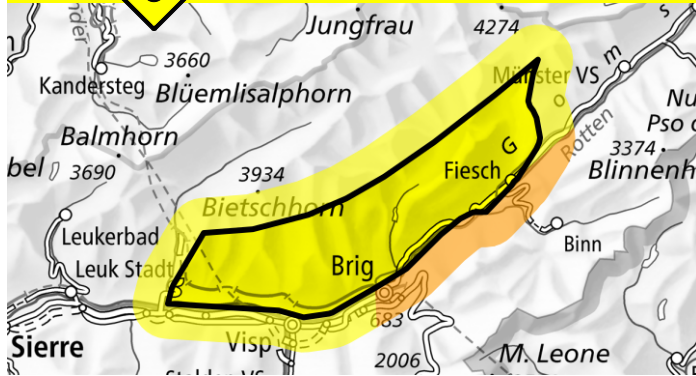 Jungfrau
4274
3660
Kandersteg
Blüemlisalphorn
Münster VS
m
s
Balmhorn
3690
3934
Bietschhorn
G
Rotten
Fiesch
3374
Blinnenh
Leukerbad
Leuk Stadt
Brig
Binn
683
Visp
Sierre
2006
M. Leone